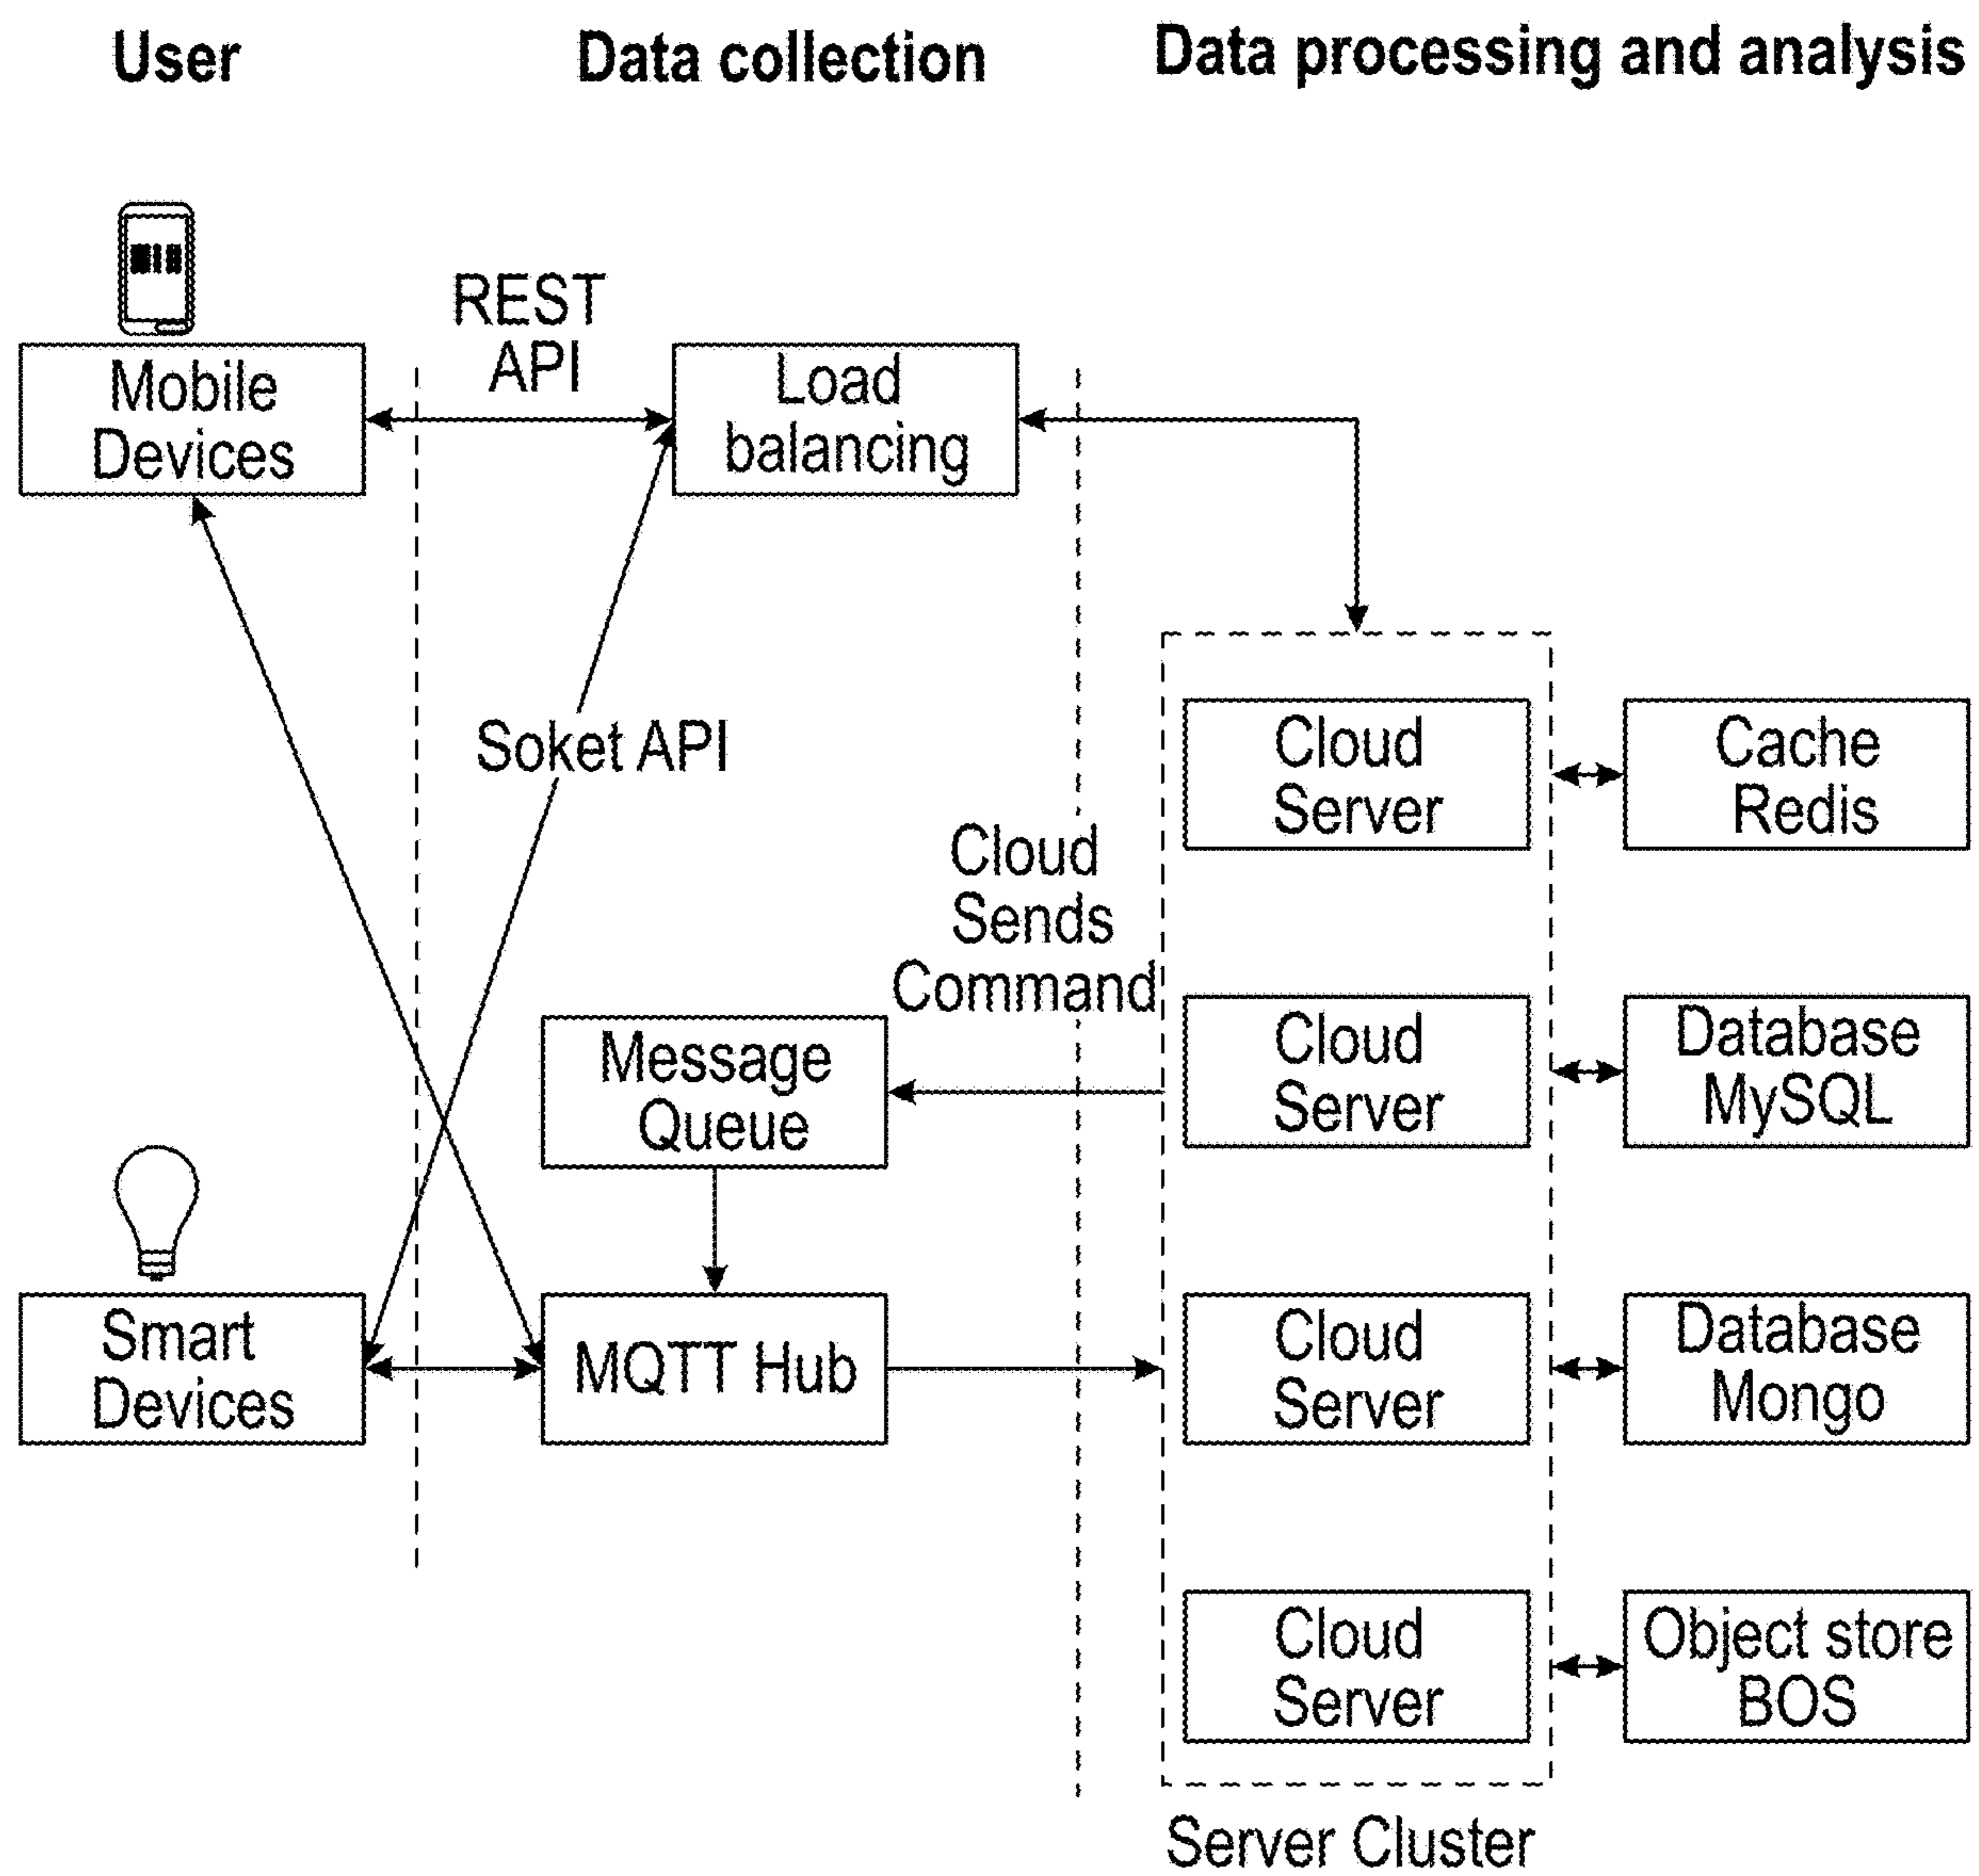 User
Data collection
Data processing and analysis
REST
API
Mobile
Devices
Load
balancing
Soket API
Cloud
Server
Cache
Redis
Cloud
Sends
Command
Message
Queue
Cloud
Server
Database
MySQL
Smart
Devices
MQTT Hub
Cloud
Server
Database
Mongo
Cloud
Server
Object store
BOS
Server Cluster